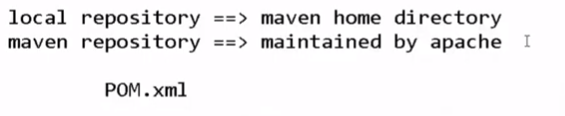 local repository ==> maven home directory
maven repository ==> maintained by apache
POM.xml